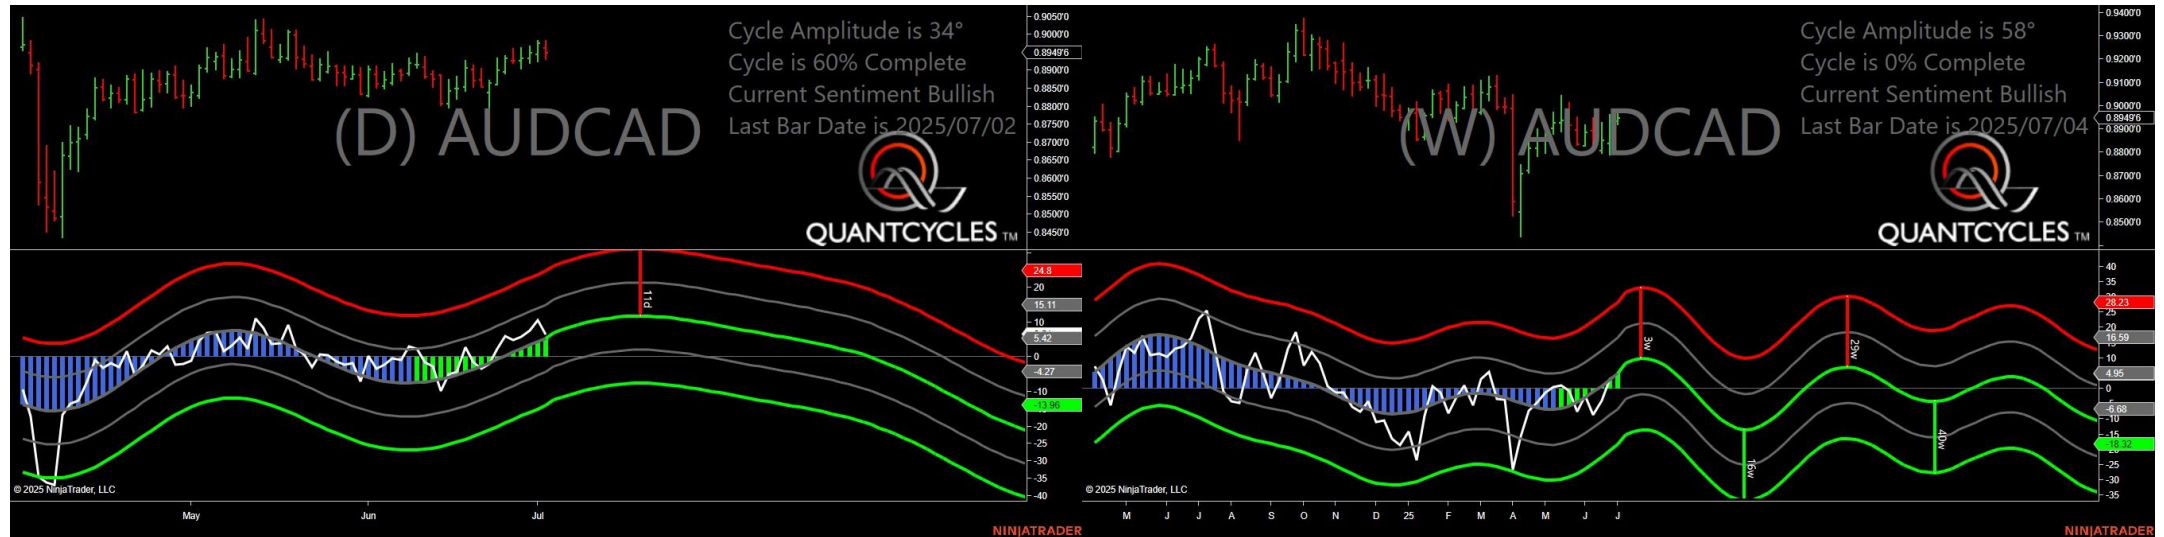 Cycle Amplitude is 34°
Cycle is 60% Complete
Current Sentiment Bullish
Last Bar Date is 2025/07/02
(D) AUDCAD
QUANTCYCLES TM
0.9050'0
0.9000'0
0.8949'6
0.8900'0
0.8850'0
0.8800'0
0.8750'0
0.8700'0
0.8650'0
0.8600'0
0.8550'0
0.8500'0
0.8450'0
11d
24.8
20
15.11
10
5.42
0
-4.27
-10
-13.96
-20
-25
-30
-35
-40
© 2025 NinjaTrader, LLC
May Jun Jul
NINJATRADER
Cycle Amplitude is 58°
Cycle is 0% Complete
Current Sentiment Bullish
Last Bar Date is 2025/07/04
(W) AUDCAD
QUANTCYCLES TM
0.9400'0
0.9300'0
0.9200'0
0.9100'0
0.9000'0
0.8949'6
0.8900'0
0.8800'0
0.8700'0
0.8600'0
0.8500'0
3w
29w
16w
40w
40
35
28.23
25
20
16.59
10
4.95
0
-6.68
-10
-15
-18.32
-25
-30
-35
© 2025 NinjaTrader, LLC
M J J A S O N D 25 F M A M J J
NINJATRADER